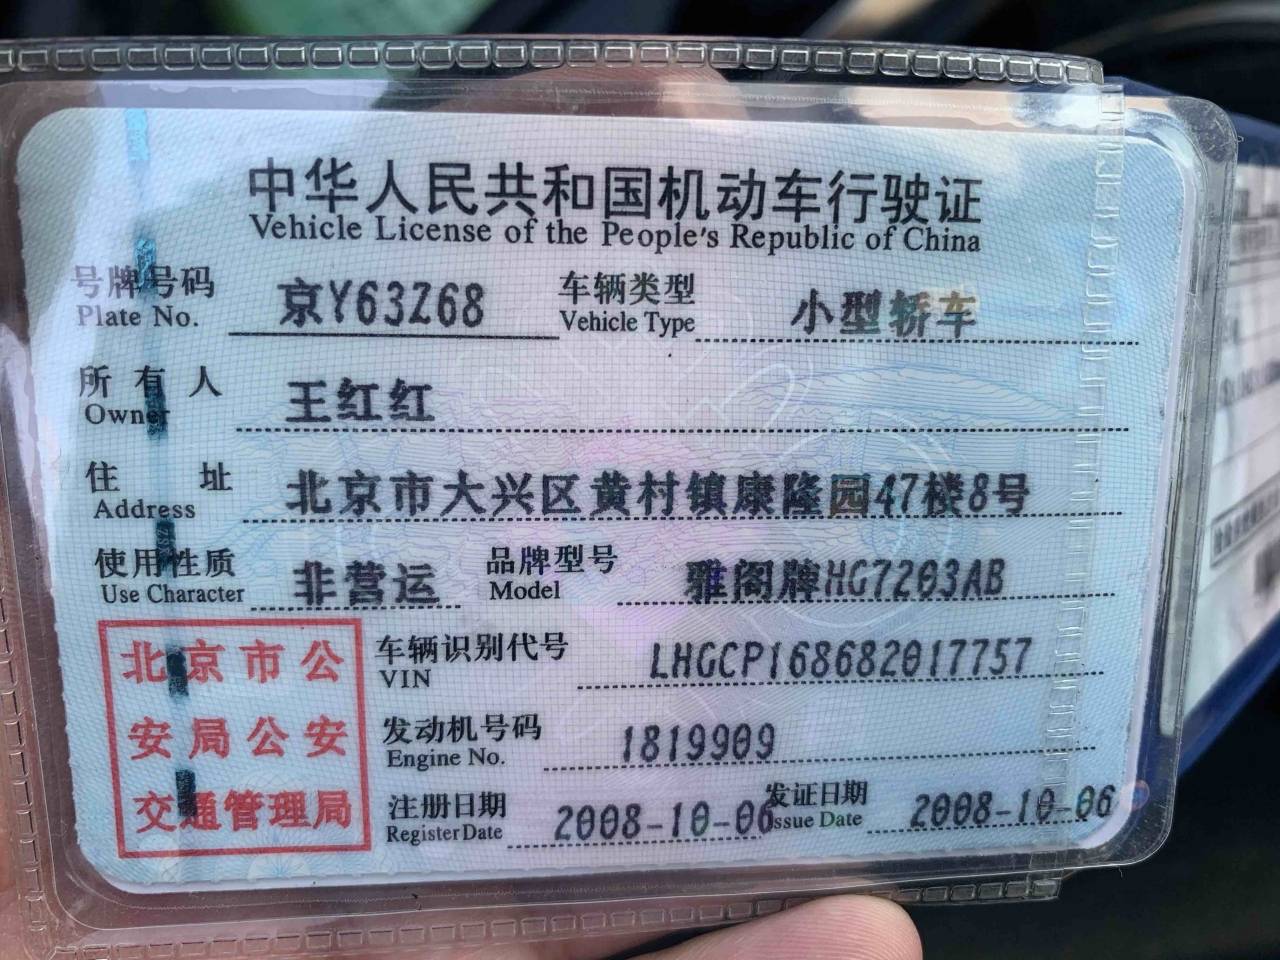 中华人民共和国机动车行驶证
Vehicle License of the People's Republic of China
号牌号码 京Y63Z68 车辆类型 小型轿车
Plate No. Vehicle Type
所有人 王红红
Owner
住址 北京市大兴区黄村镇康隆园47楼8号
Address
使用性质 非营运 品牌型号 雅阁牌HG7203AB
Use Character Model
北京市公
安局公安
交通管理局
车辆识别代号 LHGCP168682017757
VIN
发动机号码 1819909
Engine No.
注册日期 2008-10-06 发证日期 2008-10-06
Register Date Issue Date